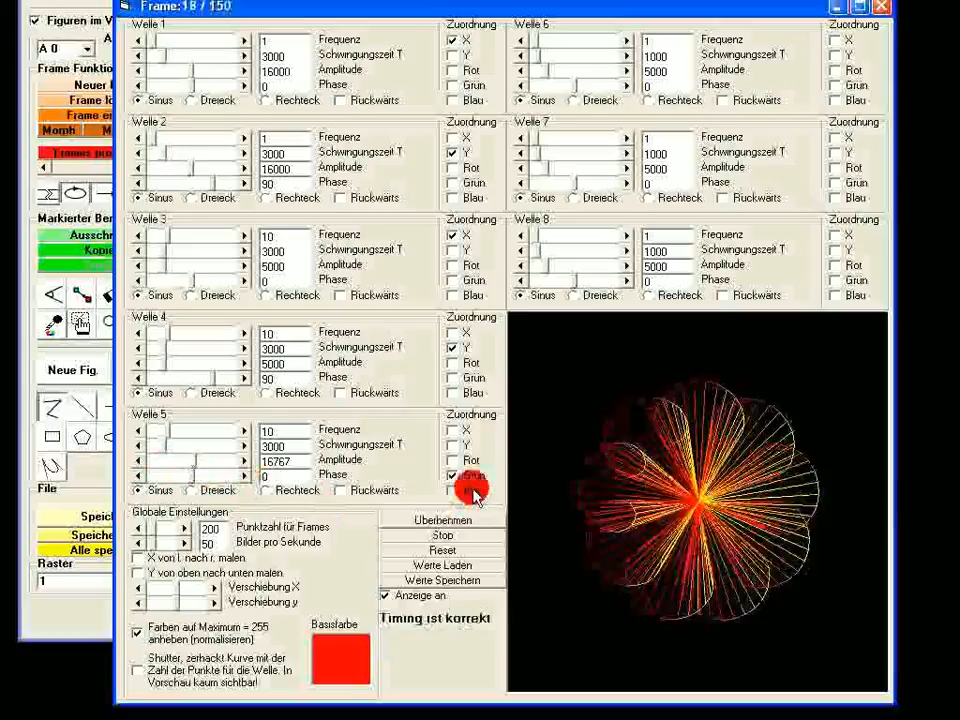 Frame:18 / 150
Figuren im V
A 0
Frame Funktio
Neuer
Frame lö
Frame er
Morph
Markierter Ber
Ausschr
Kopie
Neue Fig.
File
Speich
Speiche
Alle spe
Raster
1
Welle 1
Zuordnung
1 Frequenz X
3000 Schwingungszeit T Y
16000 Amplitude Rot
0 Phase Grün
Sinus Dreieck Rechteck Rückwärts Blau
Welle 2
Zuordnung
1 Frequenz X
3000 Schwingungszeit T Y
16000 Amplitude Rot
90 Phase Grün
Sinus Dreieck Rechteck Rückwärts Blau
Welle 3
Zuordnung
10 Frequenz X
3000 Schwingungszeit T Y
5000 Amplitude Rot
0 Phase Grün
Sinus Dreieck Rechteck Rückwärts Blau
Welle 4
Zuordnung
10 Frequenz X
3000 Schwingungszeit T Y
5000 Amplitude Rot
90 Phase Grün
Sinus Dreieck Rechteck Rückwärts Blau
Welle 5
Zuordnung
10 Frequenz X
3000 Schwingungszeit T Y
16767 Amplitude Rot
0 Phase Grün
Sinus Dreieck Rechteck Rückwärts
Welle 6
Zuordnung
1 Frequenz X
1000 Schwingungszeit T Y
5000 Amplitude Rot
0 Phase Grün
Sinus Dreieck Rechteck Rückwärts Blau
Welle 7
Zuordnung
1 Frequenz X
1000 Schwingungszeit T Y
5000 Amplitude Rot
0 Phase Grün
Sinus Dreieck Rechteck Rückwärts Blau
Welle 8
Zuordnung
1 Frequenz X
1000 Schwingungszeit T Y
5000 Amplitude Rot
0 Phase Grün
Sinus Dreieck Rechteck Rückwärts Blau
Globale Einstellungen
200 Punktzahl für Frames
50 Bilder pro Sekunde
X von l. nach r. malen
Y von oben nach unten malen
Verschiebung X
Verschiebung y
Farben auf Maximum = 255
anheben (normalisieren)
Shutter, zerhackt Kurve mit der
Zahl der Punkte für die Welle. In
Vorschau kaum sichtbar!
Basisfarbe
Übernehmen
Stop
Reset
Werte Laden
Werte Speichern
Anzeige an
Timing ist korrekt